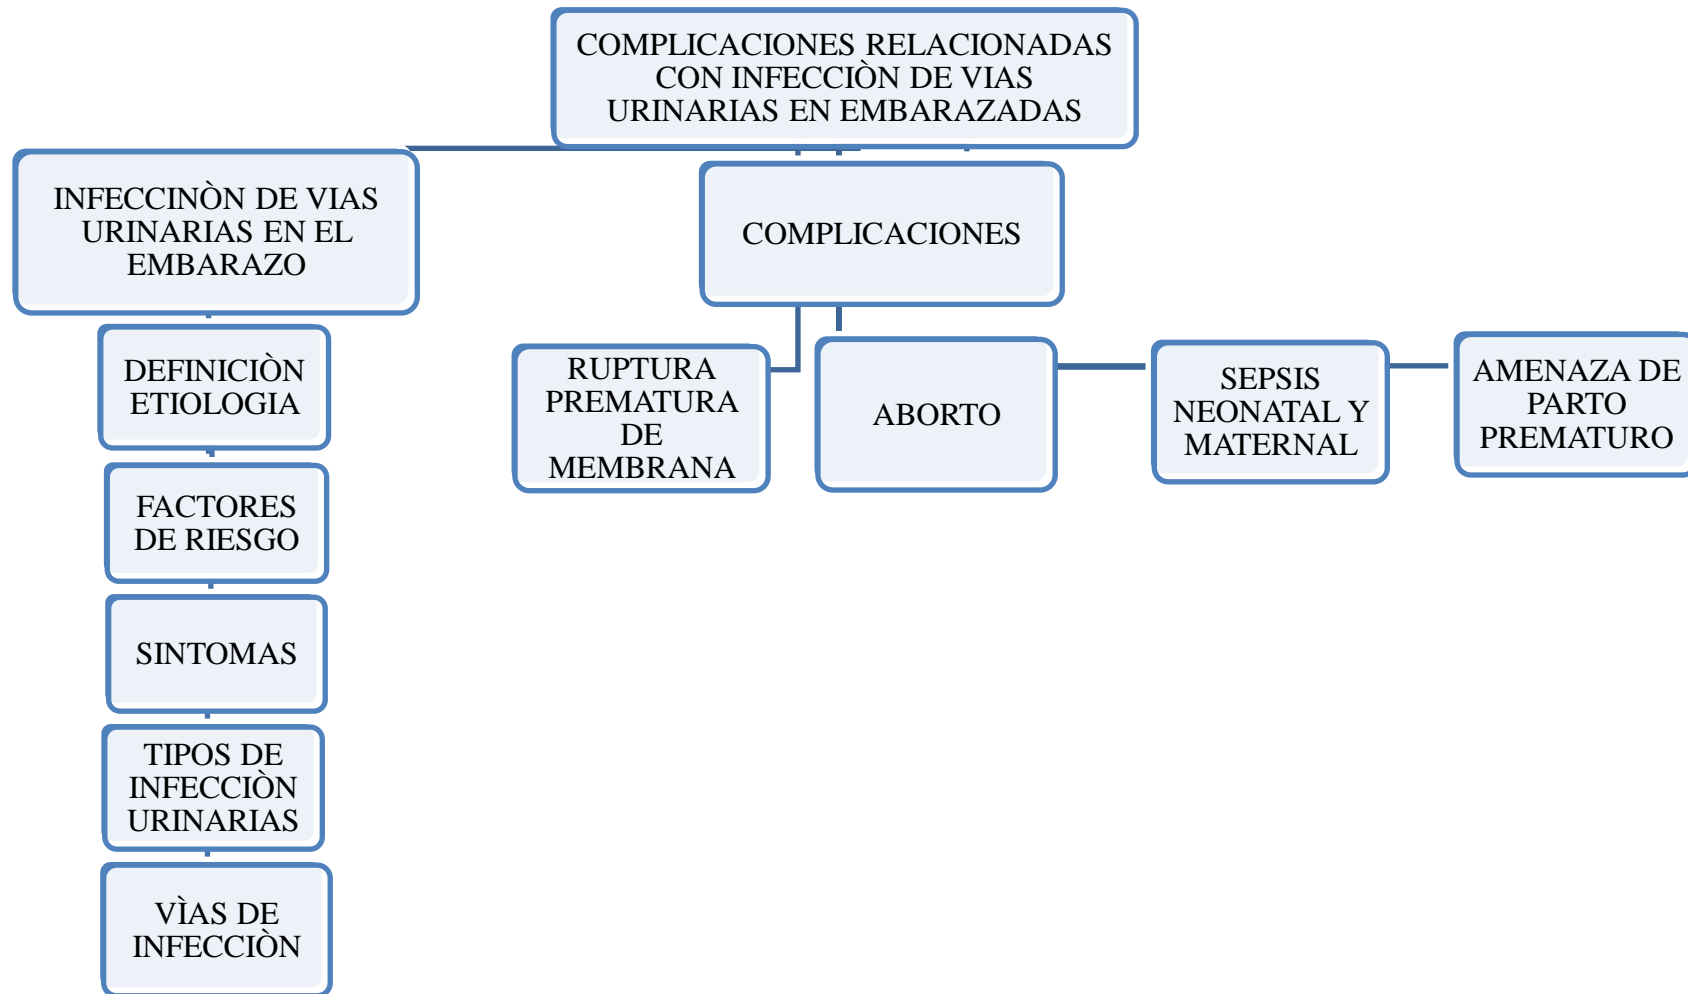 COMPLICACIONES RELACIONADAS
CON INFECCIÒN DE VIAS
URINARIAS EN EMBARAZADAS
INFECCINÒN DE VIAS
URINARIAS EN EL
EMBARAZO
DEFINICIÒN
ETIOLOGIA
FACTORES
DE RIESGO
SINTOMAS
TIPOS DE
INFECCIÒN
URINARIAS
VÌAS DE
INFECCIÒN
COMPLICACIONES
RUPTURA
PREMATURA
DE
MEMBRANA
ABORTO
SEPSIS
NEONATAL Y
MATERNAL
AMENAZA DE
PARTO
PREMATURO